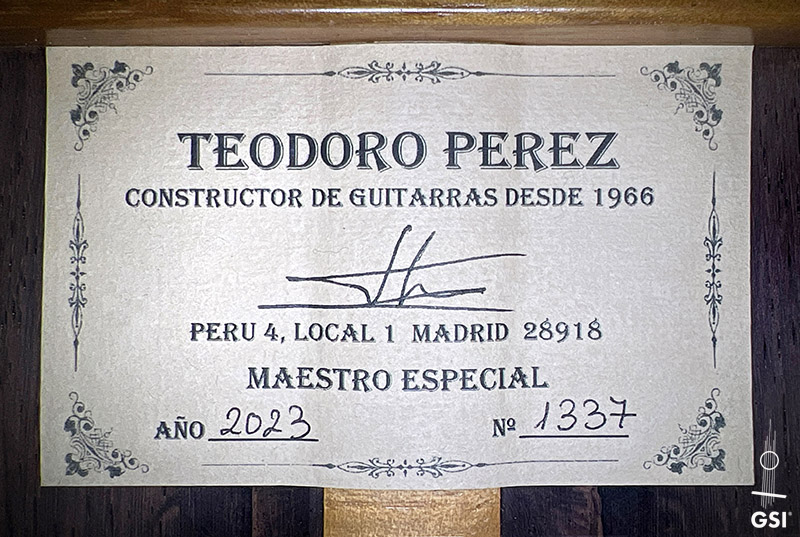 TEODORO PEREZ
CONSTRUCTOR DE GUITARRAS DESDE 1966
PERU 4, LOCAL 1 MADRID 28918
MAESTRO ESPECIAL
AÑO 2023 Nº 1337
GSI